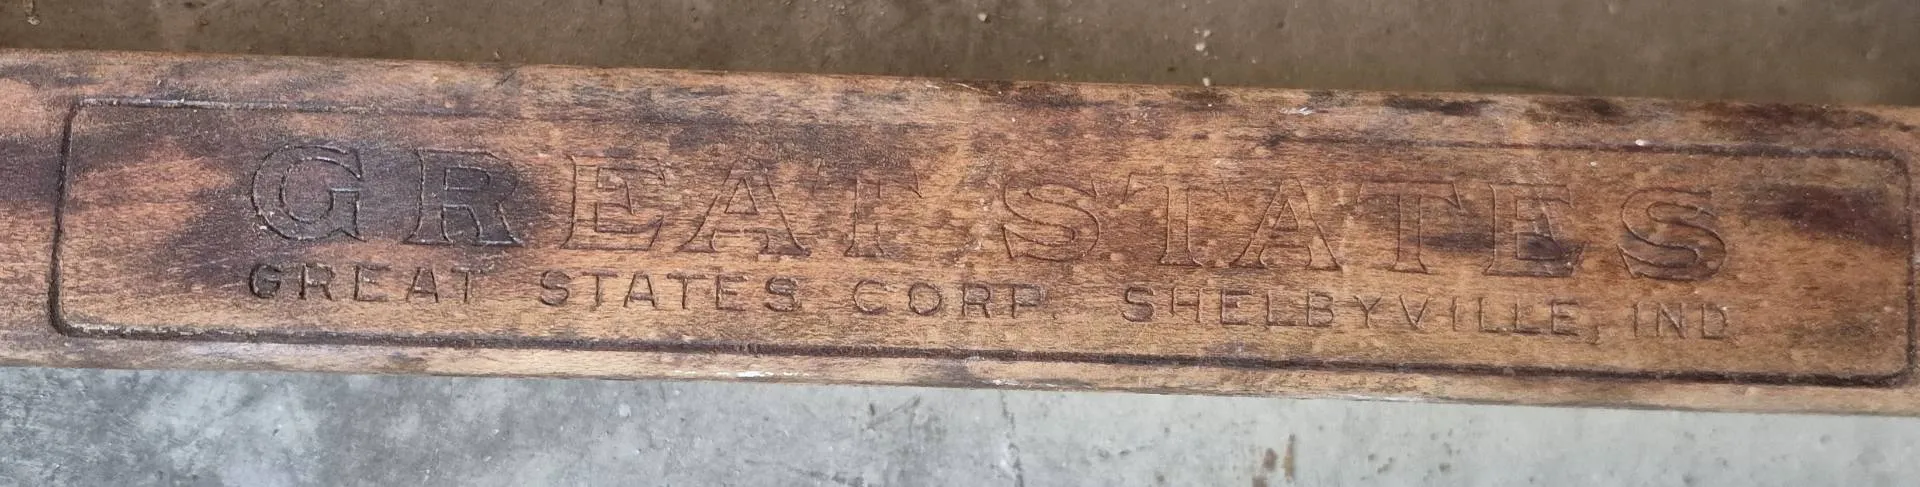 GREAT STATES
GREAT STATES CORP. SHELBYVILLE, IND